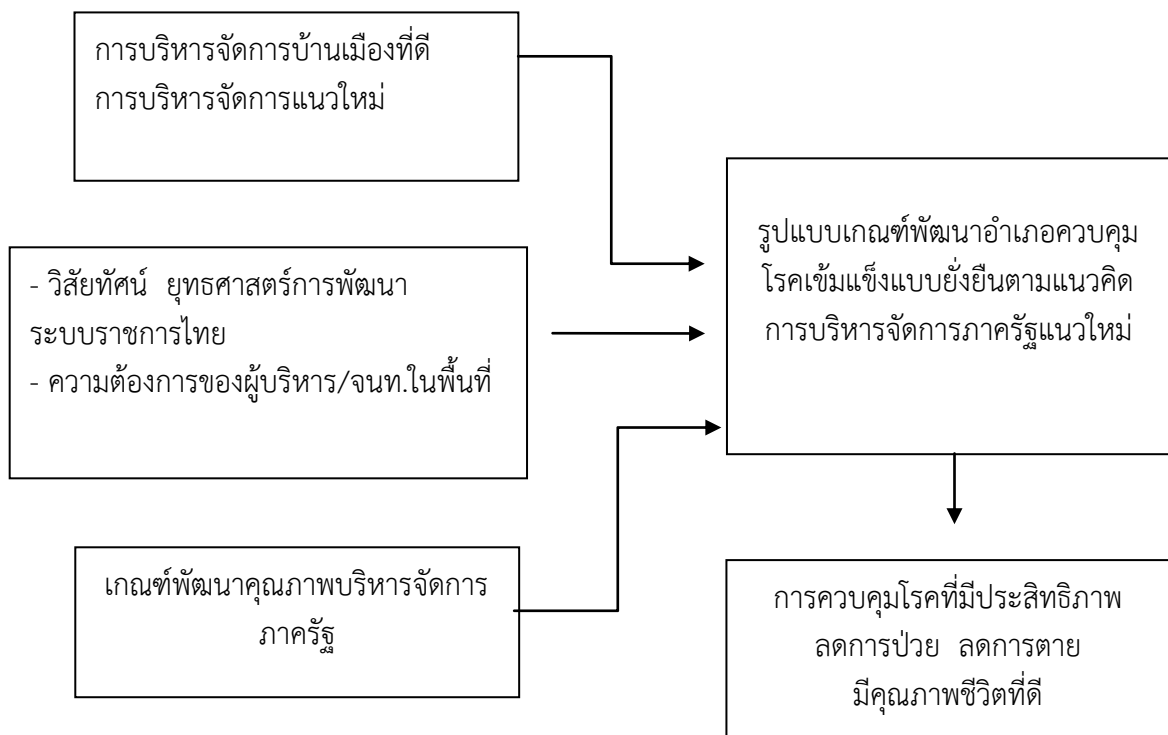 การบริหารจัดการบ้านเมืองที่ดี
การบริหารจัดการแนวใหม่
- วิสัยทัศน์ ยุทธศาสตร์การพัฒนา
ระบบราชการไทย
- ความต้องการของผู้บริหาร/จนท.ในพื้นที่
เกณฑ์พัฒนาคุณภาพบริหารจัดการ
ภาครัฐ
รูปแบบเกณฑ์พัฒนาอำเภอควบคุม
โรคเข้มแข็งแบบยั่งยืนตามแนวคิด
การบริหารจัดการภาครัฐแนวใหม่
การควบคุมโรคที่มีประสิทธิภาพ
ลดการป่วย ลดการตาย
มีคุณภาพชีวิตที่ดี